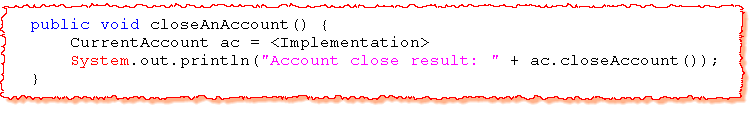 public void closeAnAccount() {
    CurrentAccount ac = <Implementation>
    System.out.println("Account close result: " + ac.closeAccount());
}